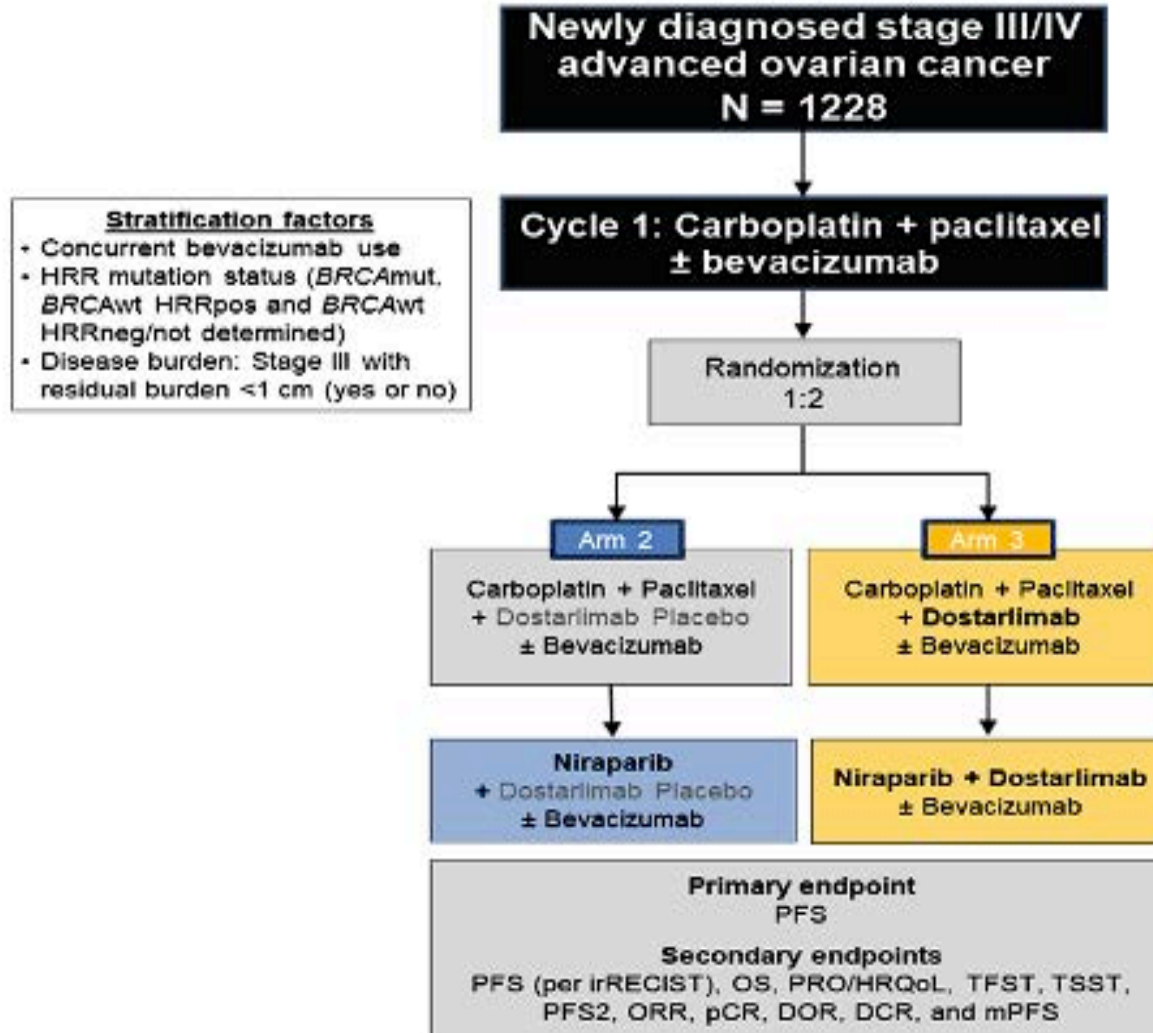 Newly diagnosed stage III/IV
advanced ovarian cancer
N = 1228
Cycle 1: Carboplatin + paclitaxel
± bevacizumab
Stratification factors
• Concurrent bevacizumab use
• HRR mutation status (BRCAmut,
BRCAwt HRRpos and BRCAwt
HRRneg/not determined)
• Disease burden: Stage III with
residual burden <1 cm (yes or no)
Randomization
1:2
Arm 2
Carboplatin + Paclitaxel
+ Dostarlimab Placebo
± Bevacizumab
Niraparib
+ Dostarlimab Placebo
± Bevacizumab
Arm 3
Carboplatin + Paclitaxel
+ Dostarlimab
± Bevacizumab
Niraparib + Dostarlimab
± Bevacizumab
Primary endpoint
PFS
Secondary endpoints
PFS (per irRECIST), OS, PRO/HRQoL, TFST, TSST,
PFS2, ORR, pCR, DOR, DCR, and mPFS